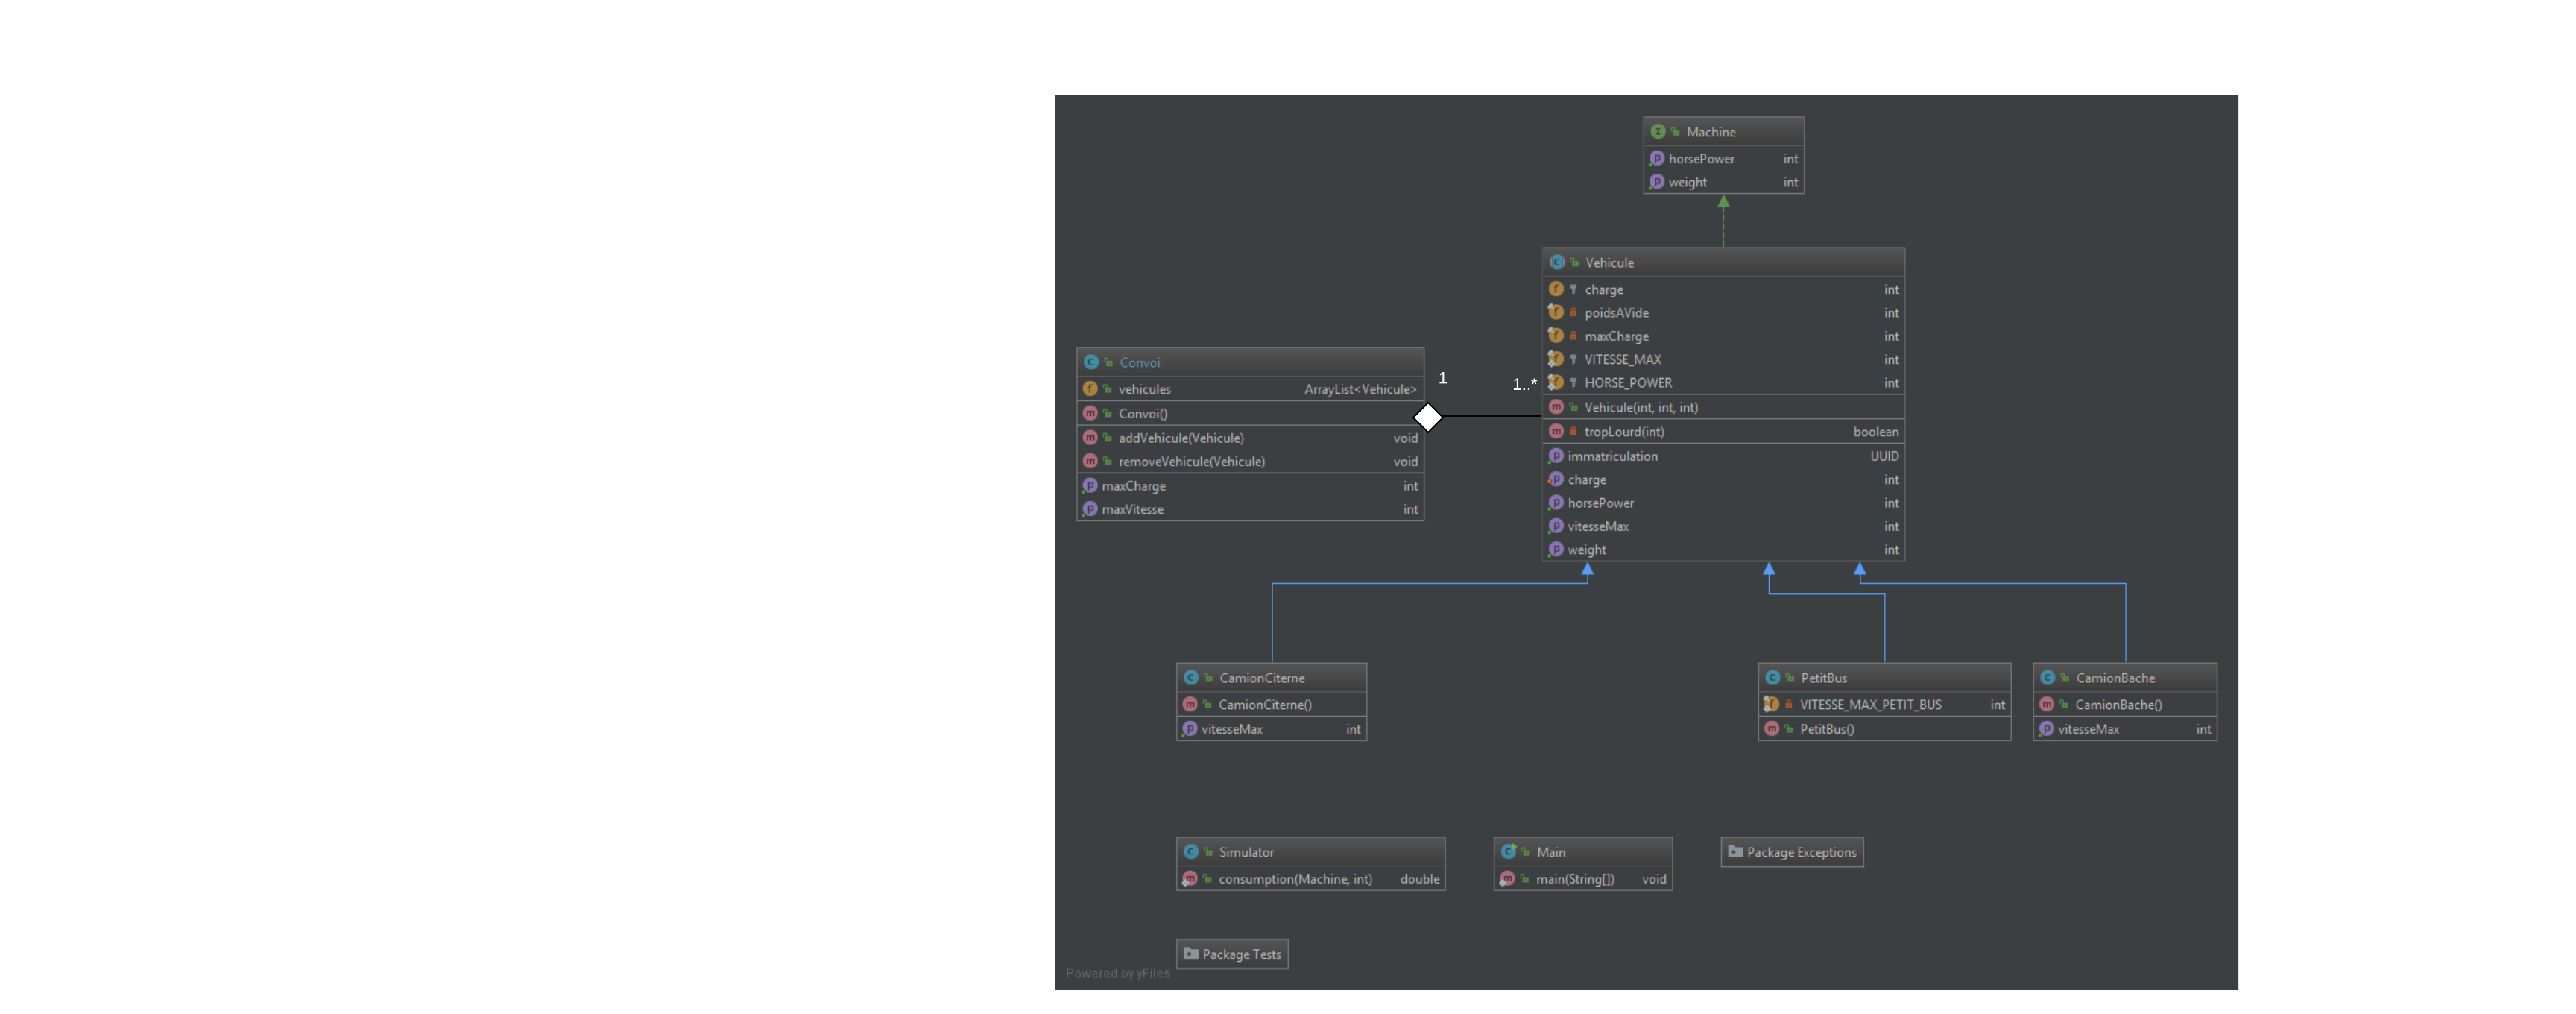 Machine
horsePower int
weight int
Vehicule
charge int
poidsAVide int
maxCharge int
VITESSE_MAX int
HORSE_POWER int
Vehicule(int, int, int)
tropLourd(int) boolean
immatriculation UUID
charge int
horsePower int
vitesseMax int
weight int
Convoi
vehicules ArrayList<Vehicule>
Convoi()
addVehicule(Vehicule) void
removeVehicule(Vehicule) void
maxCharge int
maxVitesse int
1
1..*
CamionCiterne
CamionCiterne()
vitesseMax int
PetitBus
VITESSE_MAX_PETIT_BUS int
PetitBus()
CamionBache
CamionBache()
vitesseMax int
Simulator
consumption(Machine, int) double
Main
main(String[]) void
Package Exceptions
Package Tests
Powered by yFiles